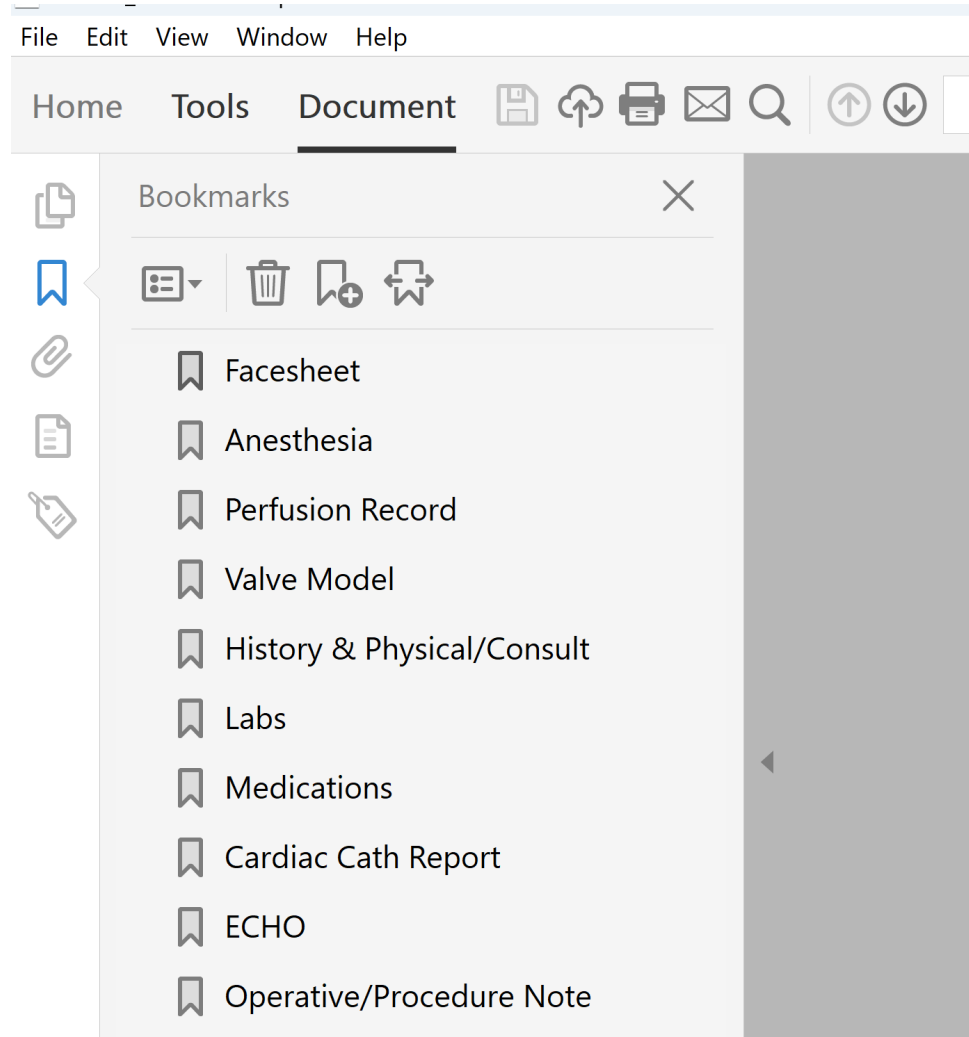 File Edit View Window Help
Home Tools Document
Bookmarks
Facesheet
Anesthesia
Perfusion Record
Valve Model
History & Physical/Consult
Labs
Medications
Cardiac Cath Report
ECHO
Operative/Procedure Note